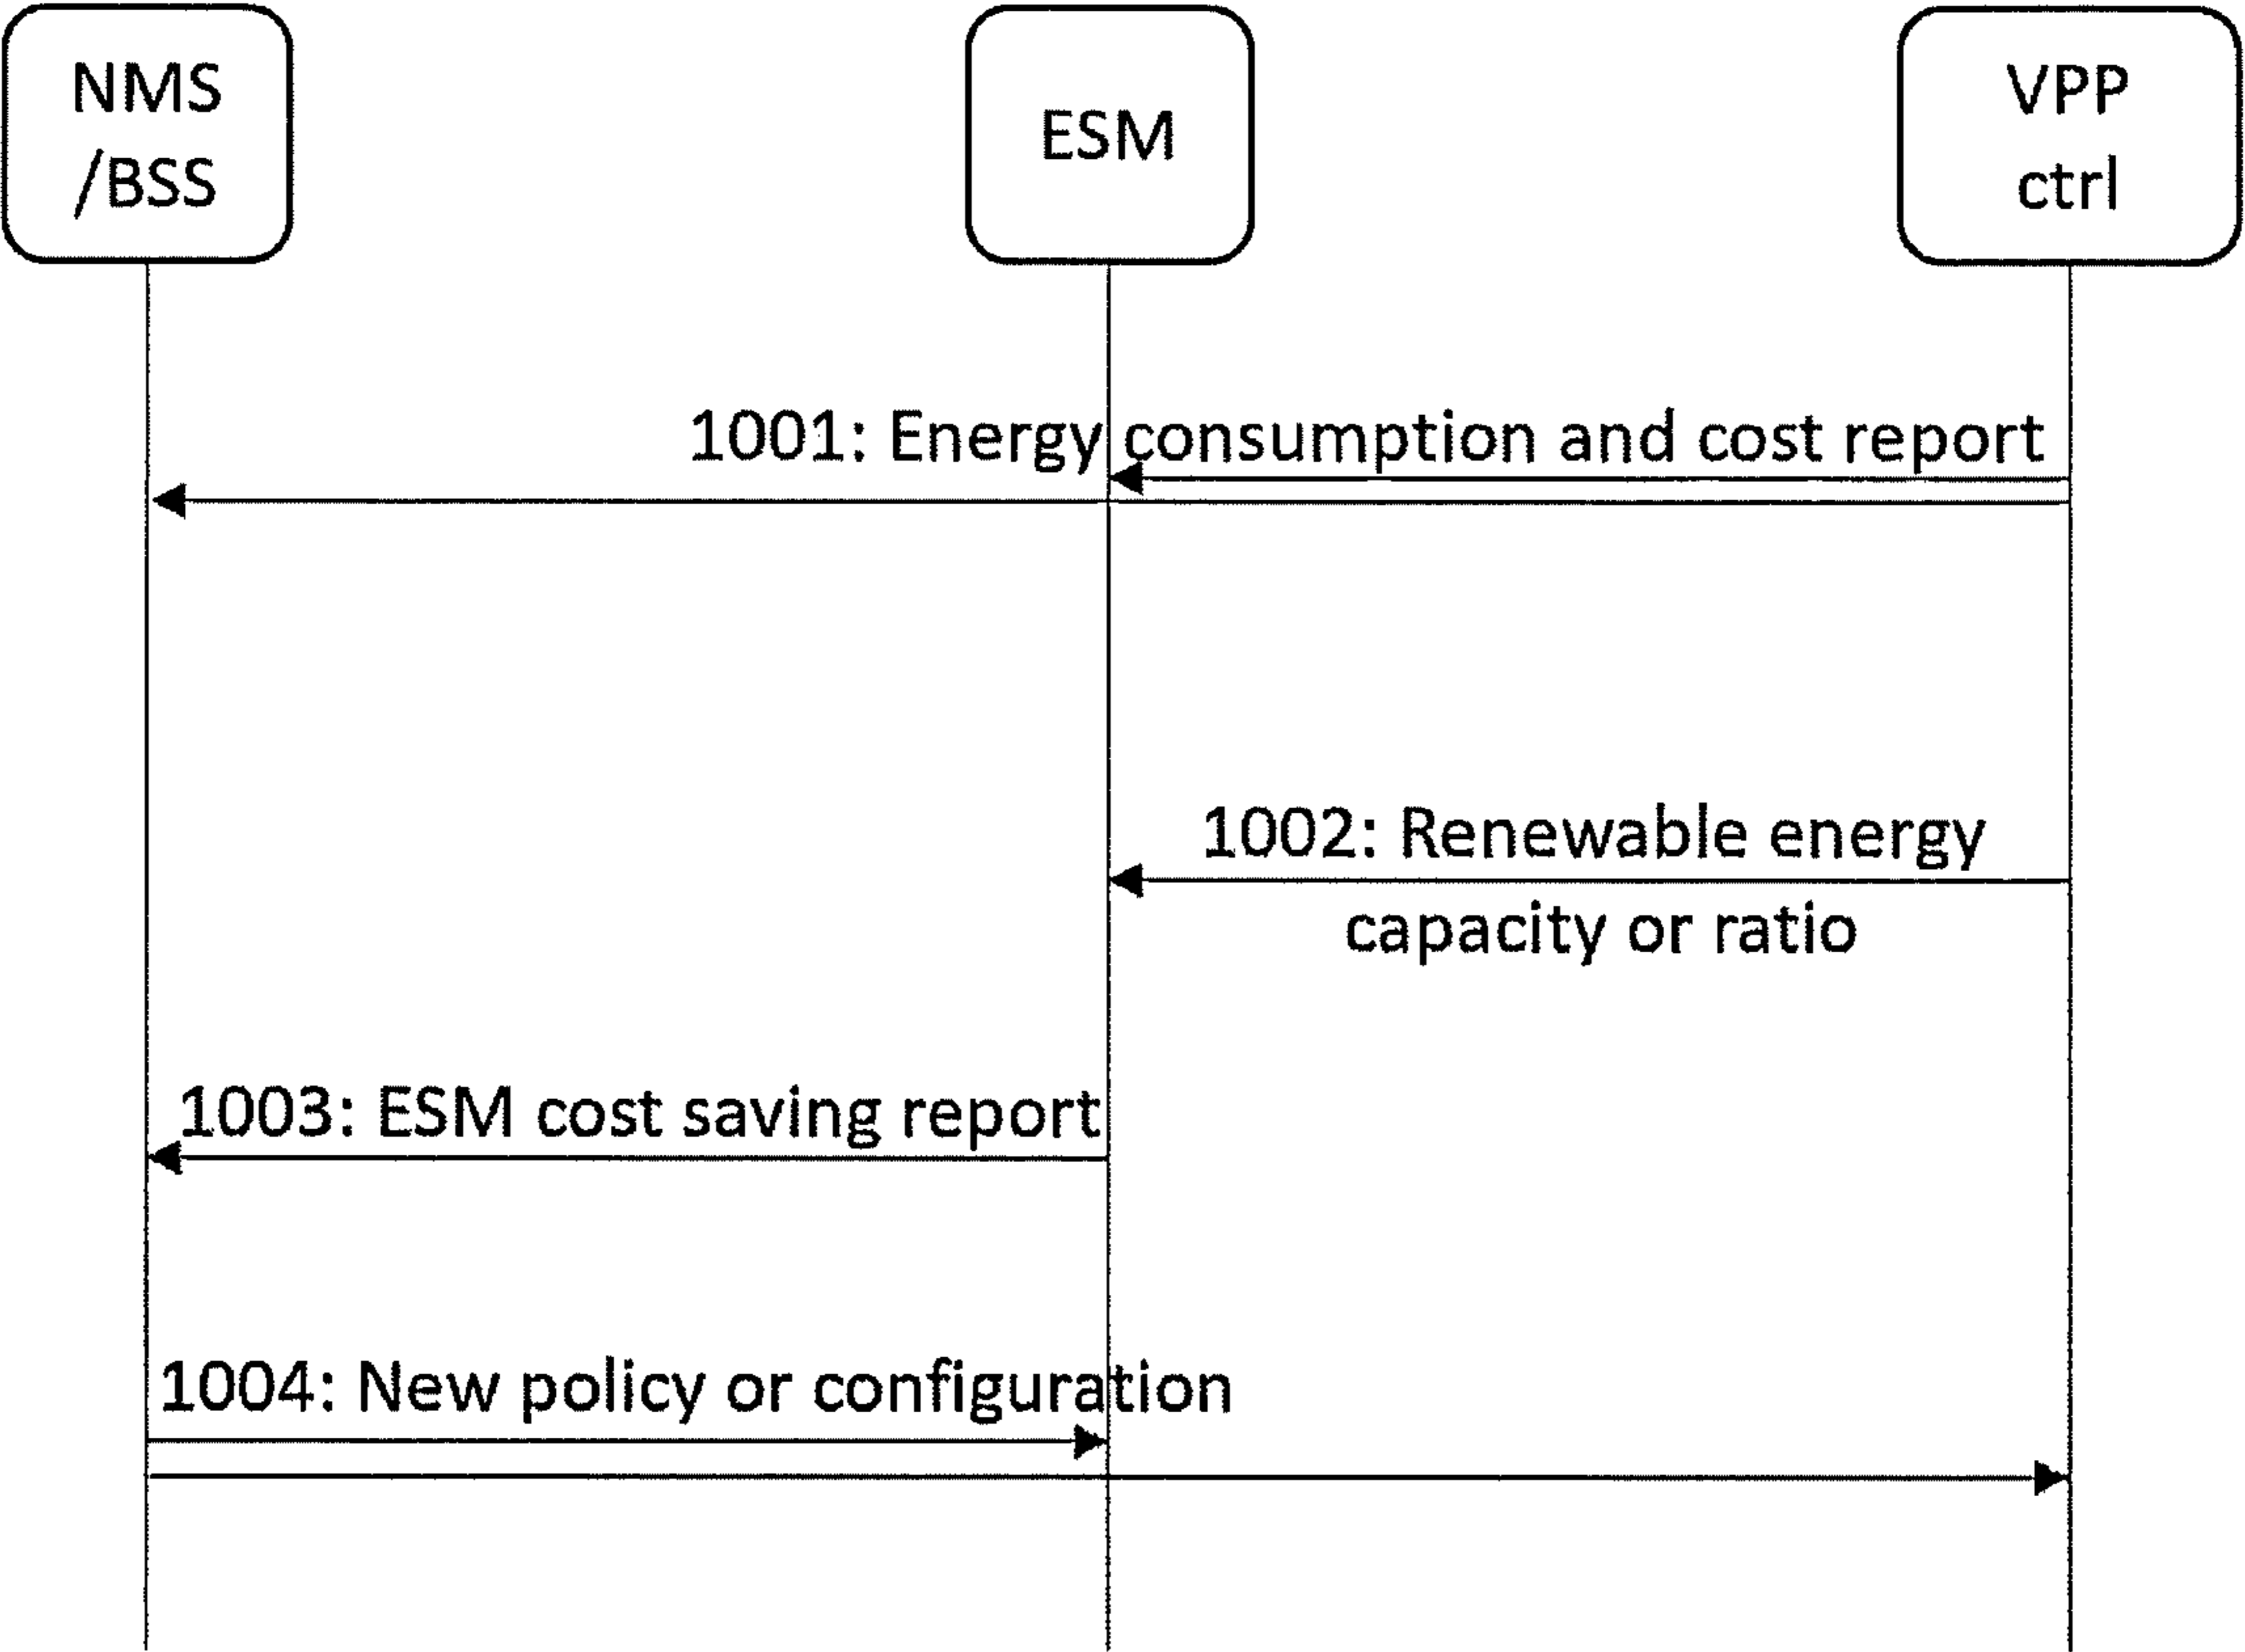 NMS
/BSS
ESM
VPP
ctrl
1001: Energy consumption and cost report
1002: Renewable energy
capacity or ratio
1003: ESM cost saving report
1004: New policy or configuration